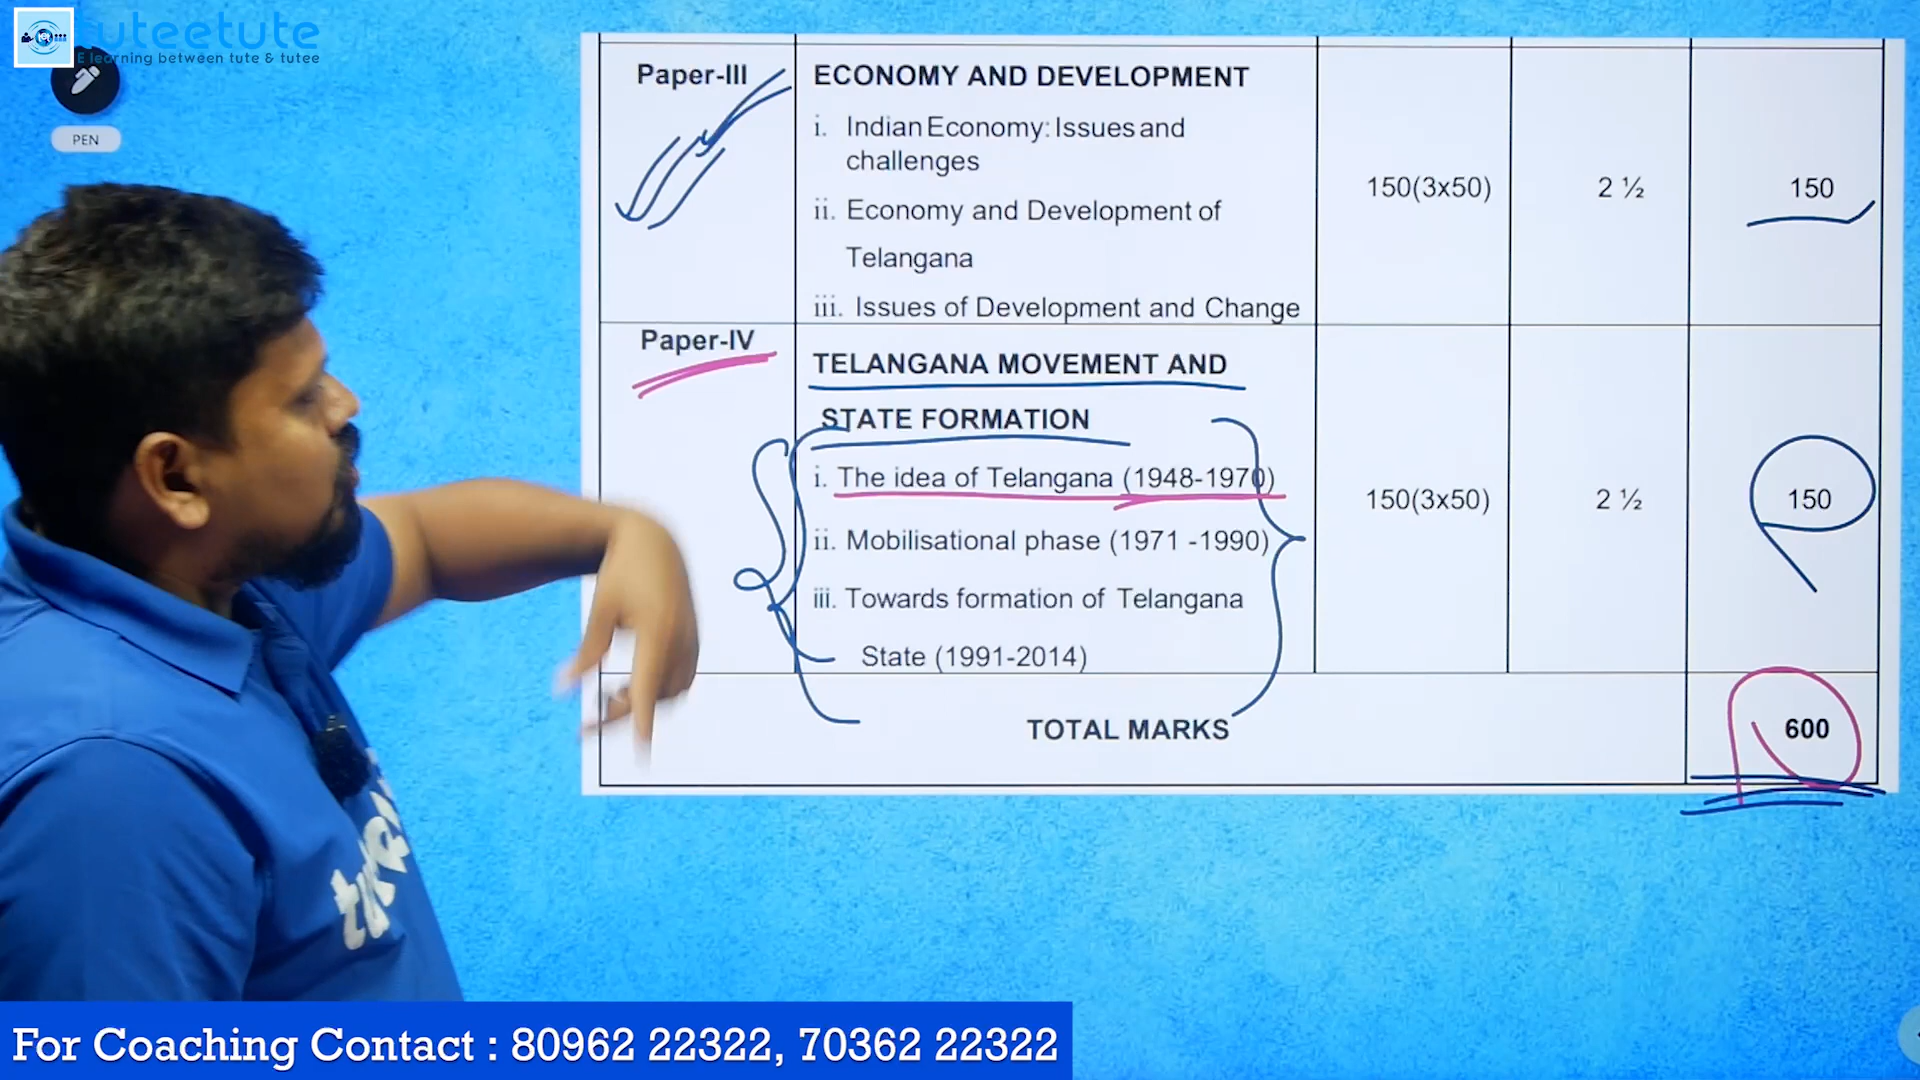 tuteetute
E learning between tute & tutee
PEN
Paper-III
ECONOMY AND DEVELOPMENT
i. Indian Economy: Issues and
challenges
ii. Economy and Development of
Telangana
iii. Issues of Development and Change
150(3x50)
2 ½
150
Paper-IV
TELANGANA MOVEMENT AND
STATE FORMATION
i. The idea of Telangana (1948-1970)
ii. Mobilisational phase (1971 -1990)
iii. Towards formation of Telangana
State (1991-2014)
150(3x50)
2 ½
150
TOTAL MARKS
600
For Coaching Contact : 80962 22322, 70362 22322